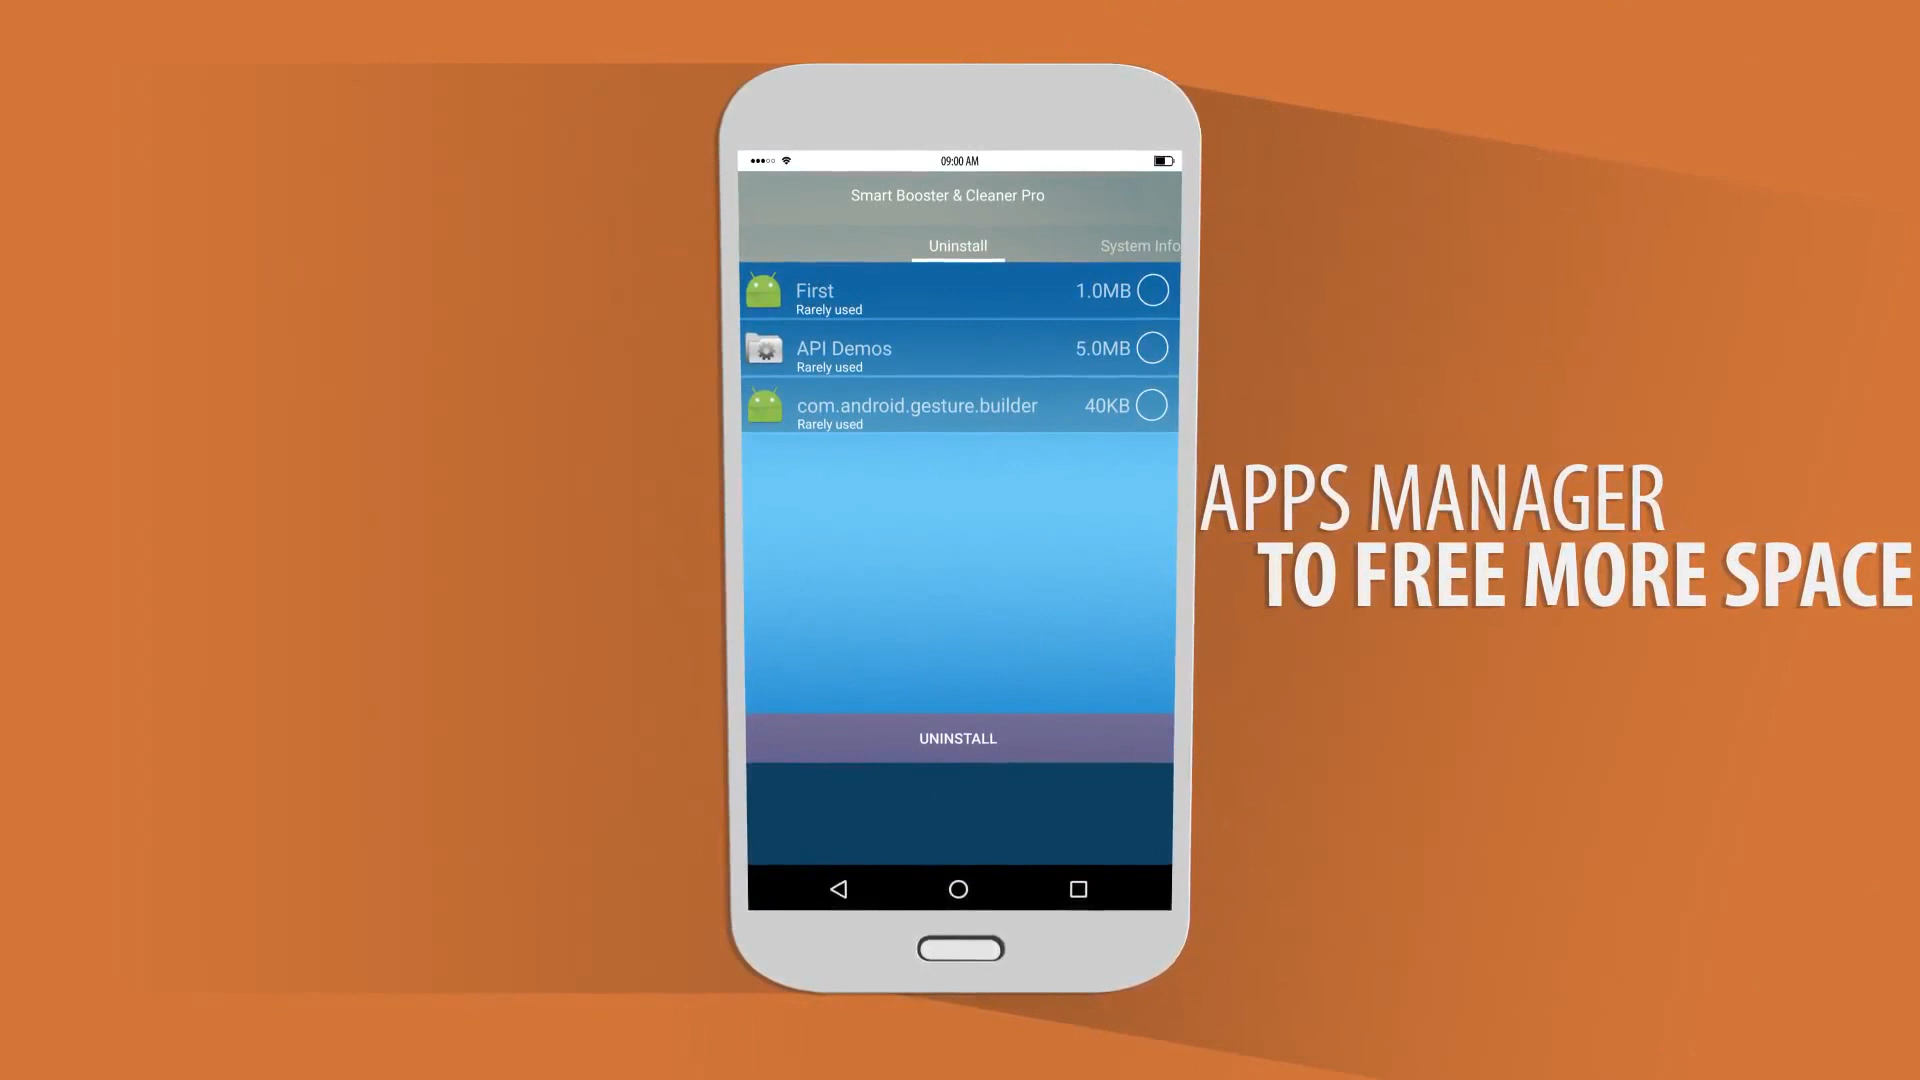 09:00 AM
Smart Booster & Cleaner Pro
Uninstall
System Info
First
1.0MB
Rarely used
API Demos
5.0MB
Rarely used
com.android.gesture.builder
40KB
Rarely used
UNINSTALL
APPS MANAGER
TO FREE MORE SPACE